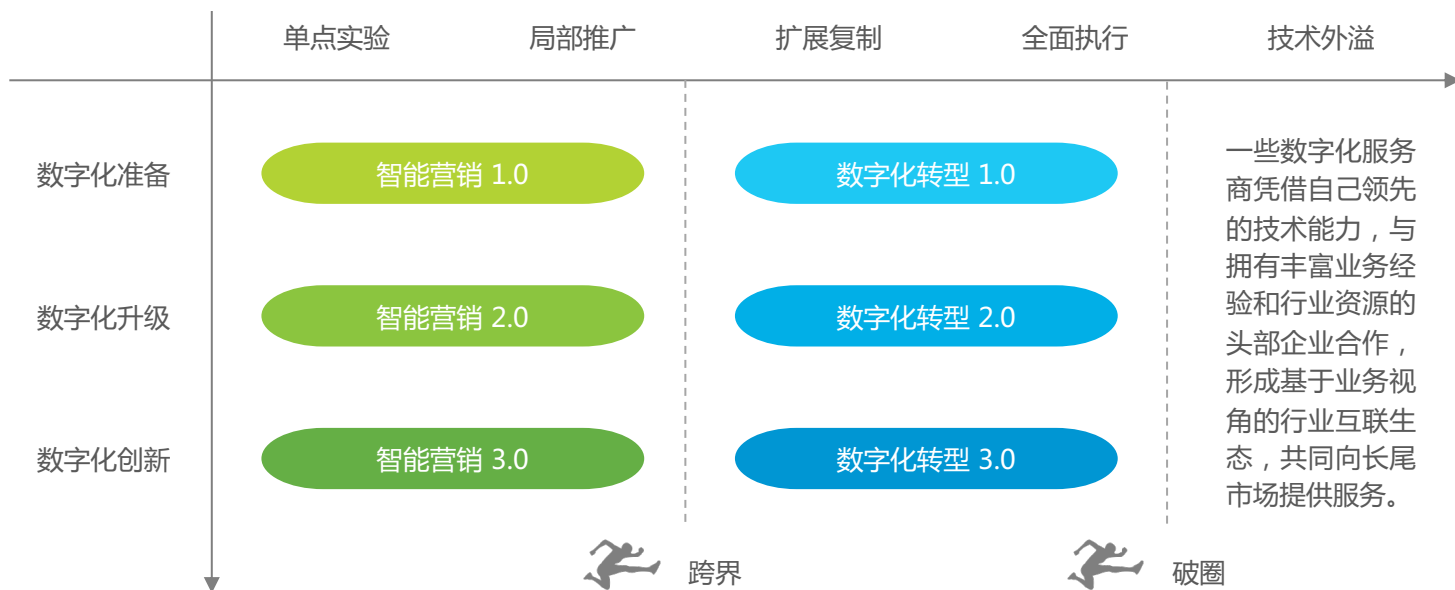 单点实验
局部推广
扩展复制
全面执行
技术外溢
数字化准备
智能营销 1.0
数字化转型 1.0
数字化升级
智能营销 2.0
数字化转型 2.0
数字化创新
智能营销 3.0
数字化转型 3.0
一些数字化服务
商凭借自己领先
的技术能力，与
拥有丰富业务经
验和行业资源的
头部企业合作，
形成基于业务视
角的行业互联生
态，共同向长尾
市场提供服务。
跨界
破圈